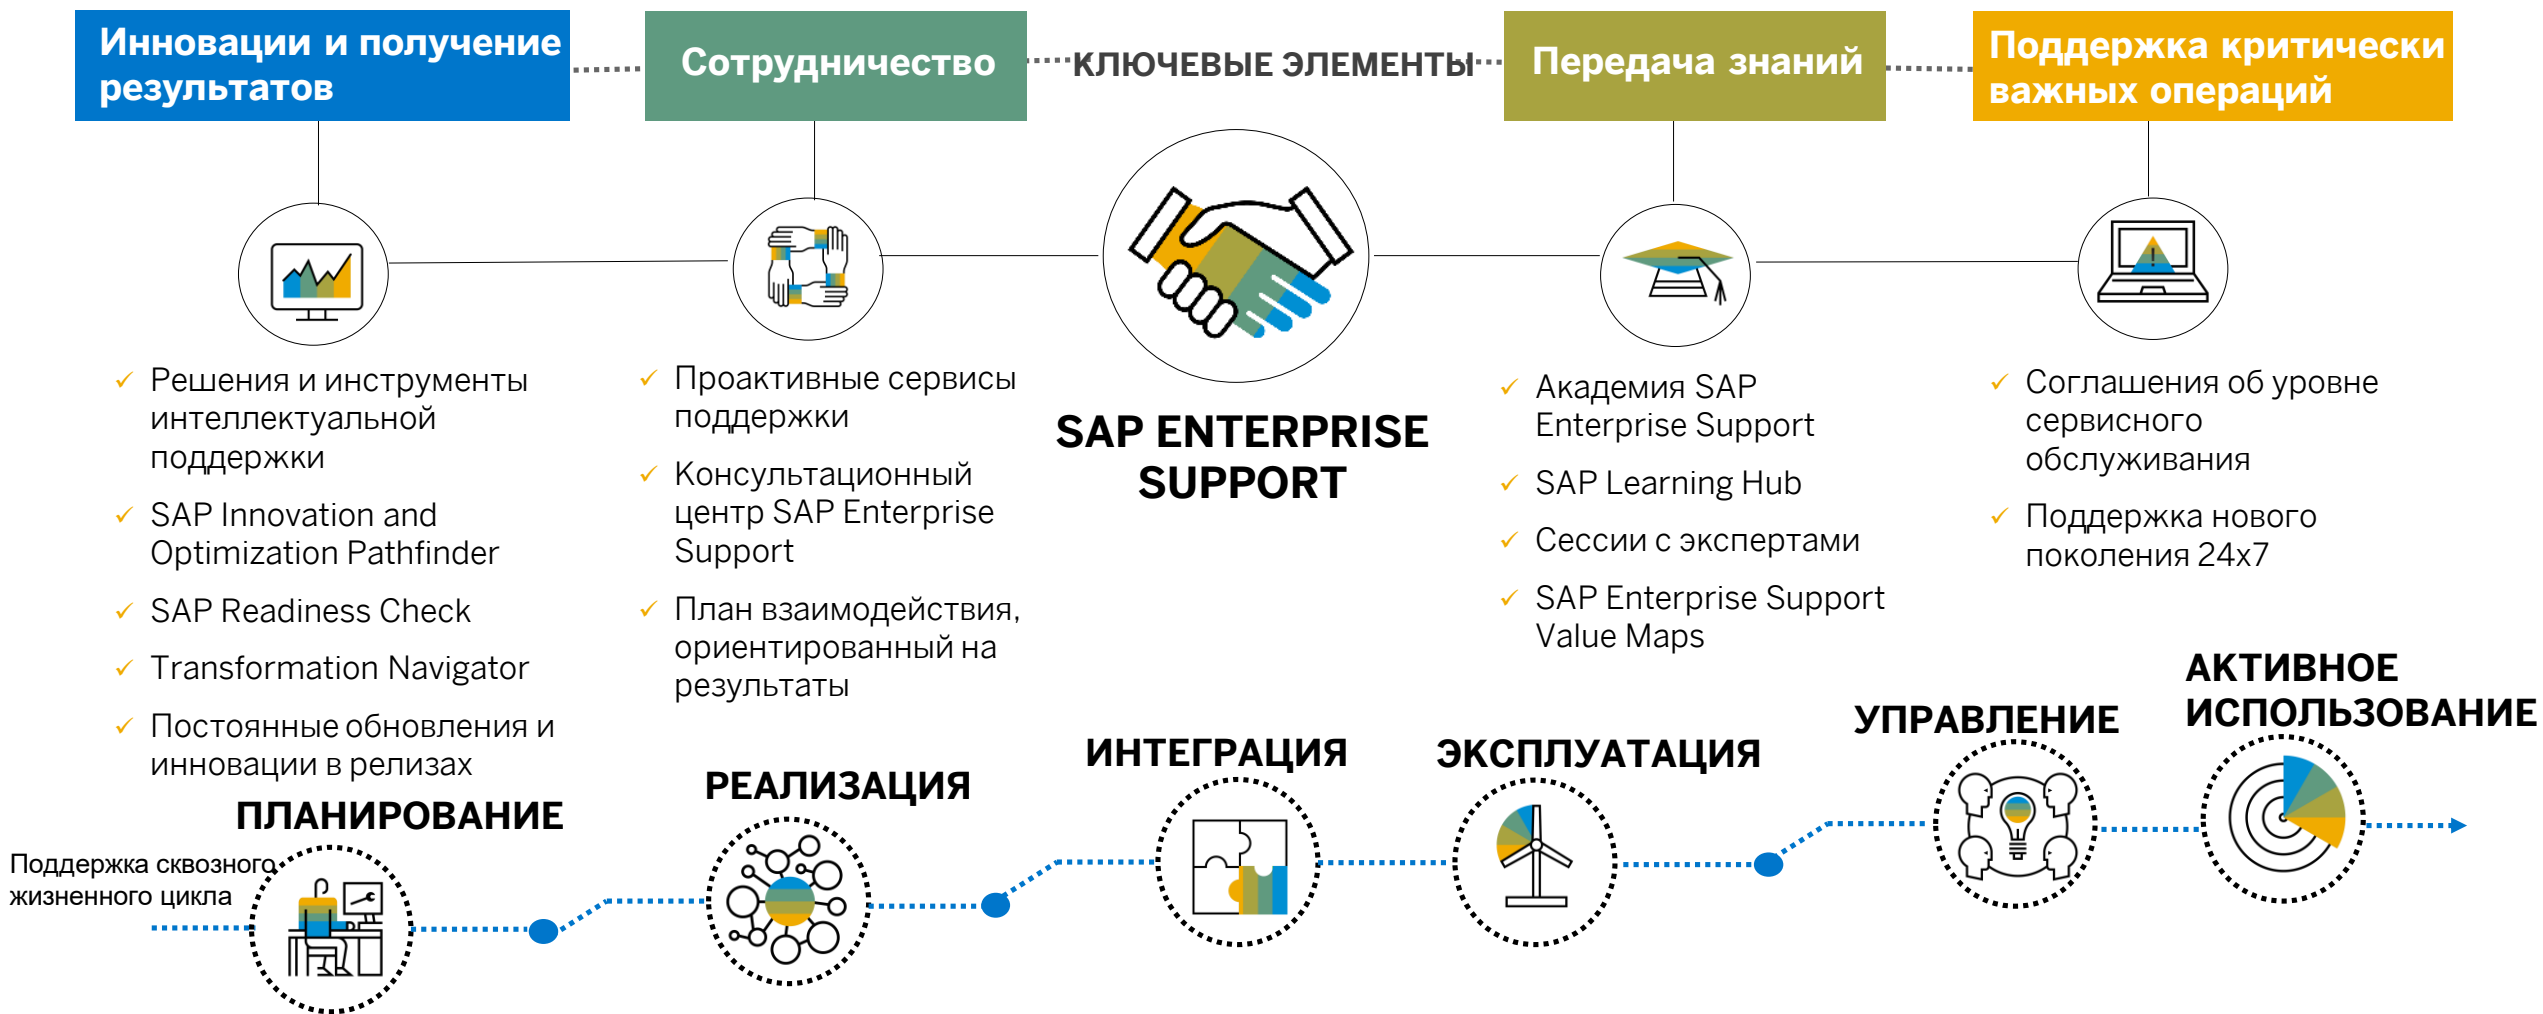 Инновации и получение
результатов
Сотрудничество
КЛЮЧЕВЫЕ ЭЛЕМЕНТЫ
Передача знаний
Поддержка критически
важных операций
Решения и инструменты
интеллектуальной
поддержки
SAP Innovation and
Optimization Pathfinder
SAP Readiness Check
Transformation Navigator
Постоянные обновления и
инновации в релизах
Проактивные сервисы
поддержки
Консультационный
центр SAP Enterprise
Support
План взаимодействия,
ориентированный на
результаты
SAP ENTERPRISE
SUPPORT
Академия SAP
Enterprise Support
SAP Learning Hub
Сессии с экспертами
SAP Enterprise Support
Value Maps
Соглашения об уровне
сервисного
обслуживания
Поддержка нового
поколения 24x7
Поддержка сквозного
жизненного цикла
ПЛАНИРОВАНИЕ
РЕАЛИЗАЦИЯ
ИНТЕГРАЦИЯ
ЭКСПЛУАТАЦИЯ
УПРАВЛЕНИЕ
АКТИВНОЕ
ИСПОЛЬЗОВАНИЕ